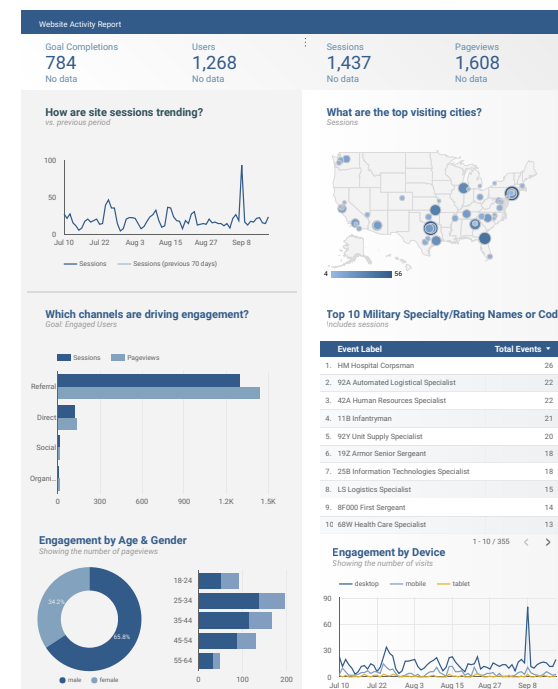 Website Activity Report
Goal Completions
784
No data
Users
1,268
No data
Sessions
1,437
No data
Pageviews
1,608
No data
How are site sessions trending?
vs. previous period
100
50
0
Jul 10 Jul 22 Aug 3 Aug 15 Aug 27 Sep 8
Sessions Sessions (previous 70 days)
What are the top visiting cities?
Sessions
4 56
Which channels are driving engagement?
Goal: Engaged Users
Sessions Pageviews
Referral
Direct
Social
Organi...
0 300 600 900 1.2K 1.5K
Top 10 Military Specialty/Rating Names or Cod
Includes sessions
Event Label Total Events
1. HM Hospital Corpsman 26
2. 92A Automated Logistical Specialist 22
3. 42A Human Resources Specialist 22
4. 11B Infantryman 21
5. 92Y Unit Supply Specialist 20
6. 19Z Armor Senior Sergeant 18
7. 25B Information Technologies Specialist 18
8. LS Logistics Specialist 15
9. 8F000 First Sergeant 14
10 68W Health Care Specialist 13
1 - 10 / 355
Engagement by Age & Gender
Showing the number of pageviews
34.2%
65.8%
male female
18-24
25-34
35-44
45-54
55-64
0 100 200
Engagement by Device
Showing the number of visits
desktop mobile tablet
90
60
30
0
Jul 10 Jul 22 Aug 3 Aug 15 Aug 27 Sep 8